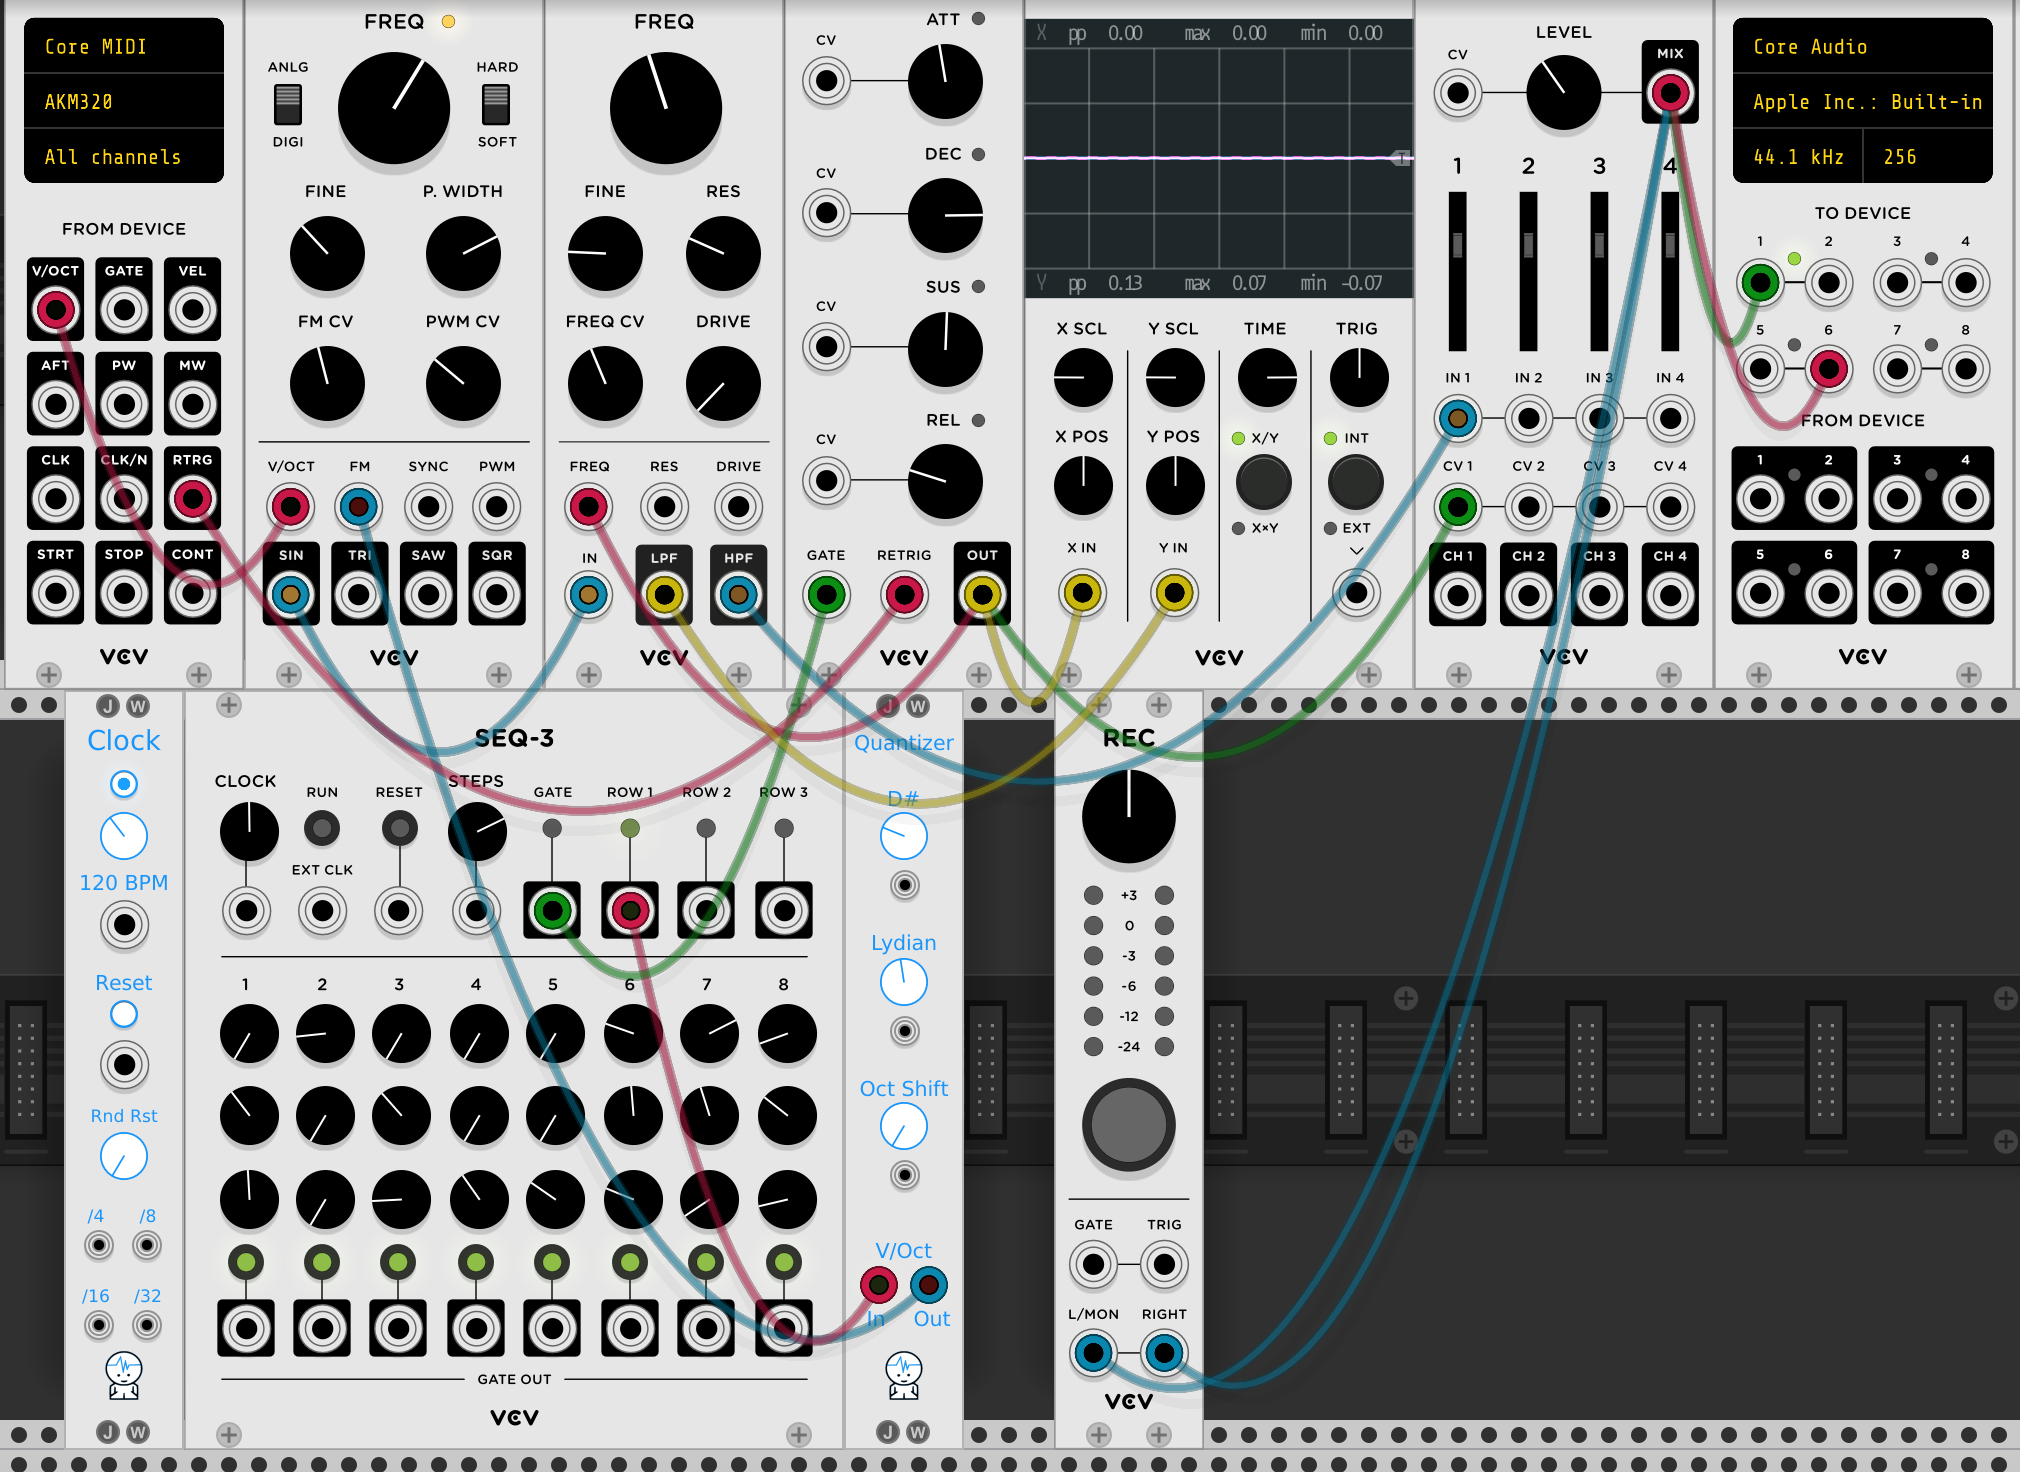 Core MIDI
AKM320
All channels
FROM DEVICE
V/OCT GATE VEL
AFT PW MW
CLK CLK/N RTRG
STRT STOP CONT
VCV
FREQ
ANLG HARD
DIGI SOFT
FINE P. WIDTH
FM CV PWM CV
V/OCT FM SYNC PWM
SIN TRI SAW SQR
VCV
FREQ
FINE RES
FREQ CV DRIVE
FREQ RES DRIVE
IN LPF HPF
VCV
ATT
CV
DEC
CV
SUS
CV
REL
CV
GATE RETRIG OUT
VCV
X pp 0.00 max 0.00 min 0.00
T
Y pp 0.13 max 0.07 min -0.07
X SCL Y SCL TIME TRIG
X POS Y POS X/Y INT
X×Y EXT
X IN Y IN
VCV
LEVEL
CV MIX
1 2 3 4
IN 1 IN 2 IN 3 IN 4
CV 1 CV 2 CV 3 CV 4
CH 1 CH 2 CH 3 CH 4
VCV
Core Audio
Apple Inc.: Built-in
44.1 kHz 256
TO DEVICE
1 2 3 4
5 6 7 8
FROM DEVICE
1 2 3 4
5 6 7 8
VCV
J W
Clock
120 BPM
Reset
Rnd Rst
/4 /8
/16 /32
J W
SEQ-3
CLOCK RUN RESET STEPS GATE ROW 1 ROW 2 ROW 3
EXT CLK
1 2 3 4 5 6 7 8
GATE OUT
VCV
J W
Quantizer
D#
Lydian
Oct Shift
V/Oct
In Out
J W
REC
+3
0
-3
-6
-12
-24
GATE TRIG
L/MON RIGHT
VCV